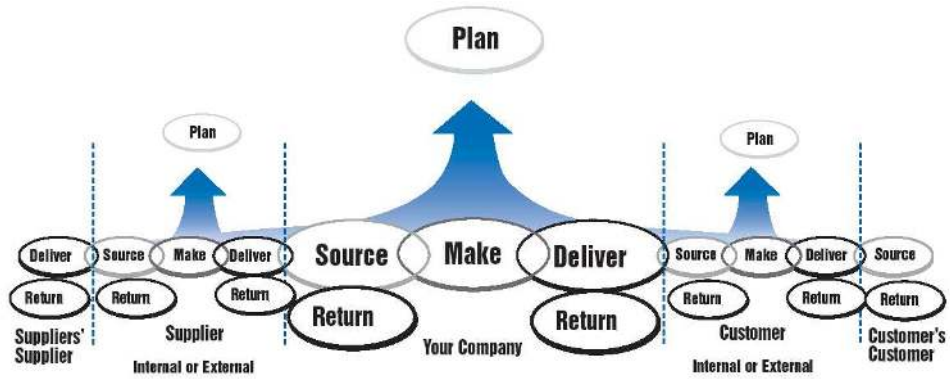 Plan
Plan
Plan
Deliver Source Make Deliver Source Make Deliver Source Make Deliver Source
Return Return Return Return Return Return Return Return
Suppliers'
Supplier
Supplier
Internal or External
Your Company
Customer
Internal or External
Customer's
Customer